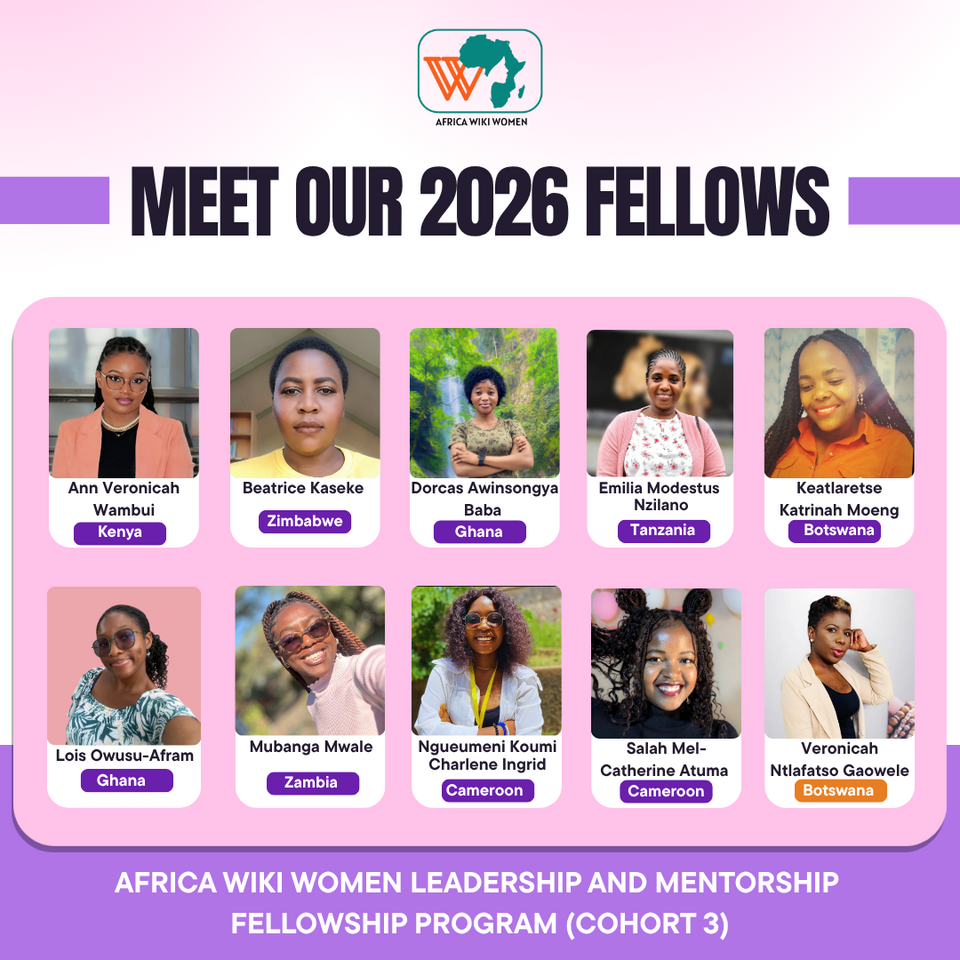 AFRICA WIKI WOMEN
MEET OUR 2026 FELLOWS
Ann Veronicah
Wambui
Kenya
Beatrice Kaseke
Zimbabwe
Dorcas Awinsongya
Baba
Ghana
Emilia Modestus
Nzilano
Tanzania
Keatlaretse
Katrinah Moeng
Botswana
Lois Owusu-Afram
Ghana
Mubanga Mwale
Zambia
Ngueumeni Koumi
Charlene Ingrid
Cameroon
Salah Mel-
Catherine Atuma
Cameroon
Veronicah
Ntlafatso Gaowele
Botswana
AFRICA WIKI WOMEN LEADERSHIP AND MENTORSHIP
FELLOWSHIP PROGRAM (COHORT 3)